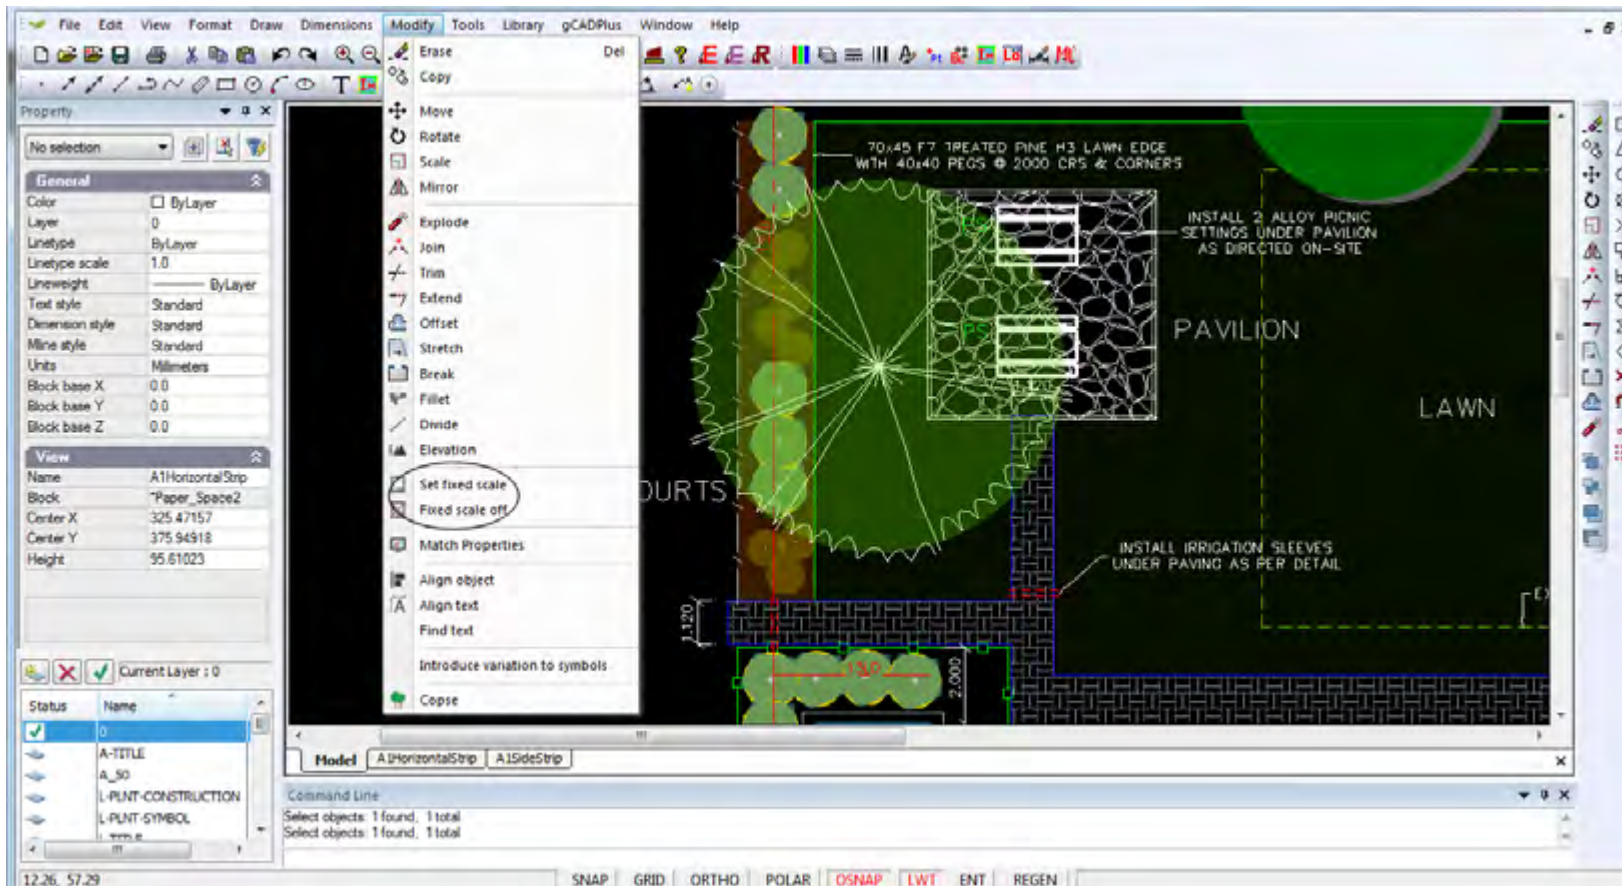 File Edit View Format Draw Dimensions Modify Tools Library gCADPlus Window Help
Property
No selection
General
Color ByLayer
Layer 0
Linetype ByLayer
Linetype scale 1.0
Lineweight ByLayer
Text style Standard
Dimension style Standard
Mline style Standard
Units Millimeters
Block base X 0.0
Block base Y 0.0
Block base Z 0.0
View
Name A1HorizontalStrip
Block *Paper_Space2
Center X 325.47157
Center Y 375.94918
Height 95.61023
Current Layer : 0
Status Name
0
A-TITLE
A_50
L-PLNT-CONSTRUCTION
L-PLNT-SYMBOL
L-TITLE
Erase Del
Copy
Move
Rotate
Scale
Mirror
Explode
Join
Trim
Extend
Offset
Stretch
Break
Fillet
Divide
Elevation
Set fixed scale
Fixed scale off
Match Properties
Align object
Align text
Find text
Introduce variation to symbols
Copse
70x45 F7 TREATED PINE H3 LAWN EDGE
WITH 40x40 PEGS @ 2000 CRS & CORNERS
INSTALL 2 ALLOY PICNIC
SETTINGS UNDER PAVILION
AS DIRECTED ON-SITE
PS
PAVILION
LAWN
OURTS
INSTALL IRRIGATION SLEEVES
UNDER PAVING AS PER DETAIL
EX
1.120
2.000
Model A1HorizontalStrip A1SideStrip
Command Line
Select objects: 1 found, 1 total
Select objects: 1 found, 1 total
12.26, 57.29 SNAP GRID ORTHO POLAR OSNAP LWT ENT REGEN